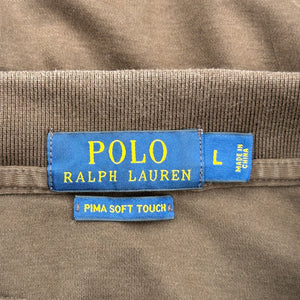 POLO
RALPH LAUREN
L
MADE IN
CHINA
PIMA SOFT TOUCH